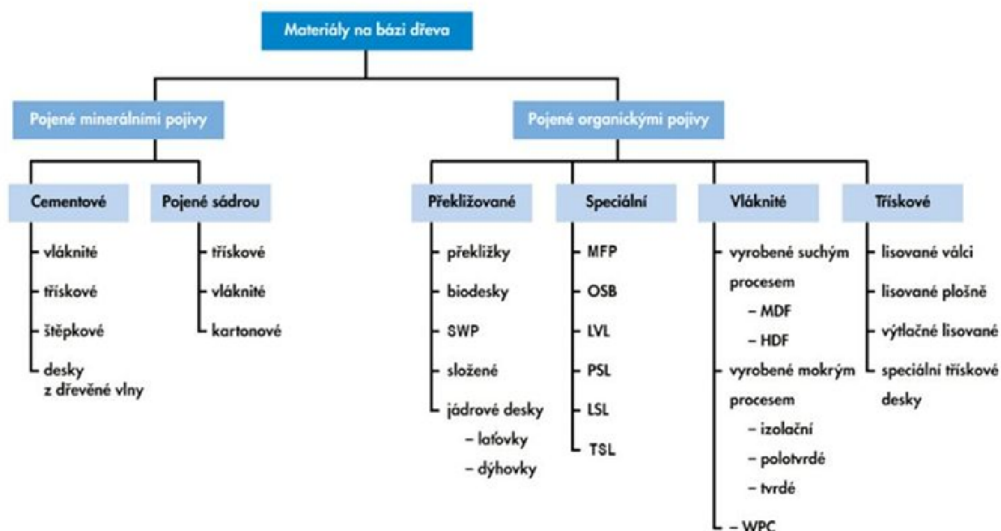 Materiály na bázi dřeva
Pojené minerálními pojivy
Pojené organickými pojivy
Cementové
Pojené sádrou
Překližované
Speciální
Vláknité
Třískové
vláknité
třískové
štěpkové
desky
z dřevěné vlny
třískové
vláknité
kartonové
překližky
biodesky
SWP
složené
jádrové desky
– laťovky
– dýhovky
MFP
OSB
LVL
PSL
LSL
TSL
vyrobené suchým
procesem
– MDF
– HDF
vyrobené mokrým
procesem
– izolační
– polotvrdé
– tvrdé
– WPC
lisované válci
lisované plošně
výtlačné lisované
speciální třískové
desky